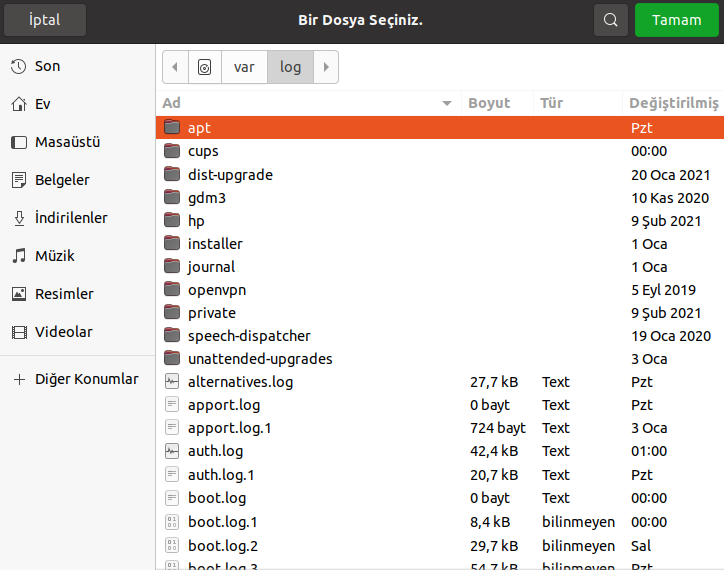 İptal Bir Dosya Seçiniz. Tamam
Son
Ev
Masaüstü
Belgeler
İndirilenler
Müzik
Resimler
Videolar
Diğer Konumlar
var log
Ad Boyut Tür Değiştirilmiş
apt Pzt
cups 00:00
dist-upgrade 20 Oca 2021
gdm3 10 Kas 2020
hp 9 Şub 2021
installer 1 Oca
journal 1 Oca
openvpn 5 Eyl 2019
private 9 Şub 2021
speech-dispatcher 19 Oca 2020
unattended-upgrades 3 Oca
alternatives.log 27,7 kB Text Pzt
apport.log 0 bayt Text Pzt
apport.log.1 724 bayt Text 3 Oca
auth.log 42,4 kB Text 01:00
auth.log.1 20,7 kB Text Pzt
boot.log 0 bayt Text 00:00
boot.log.1 8,4 kB bilinmeyen 00:00
boot.log.2 29,7 kB bilinmeyen Sal
boot.log.3 54,7 kB bilinmeyen Pzt